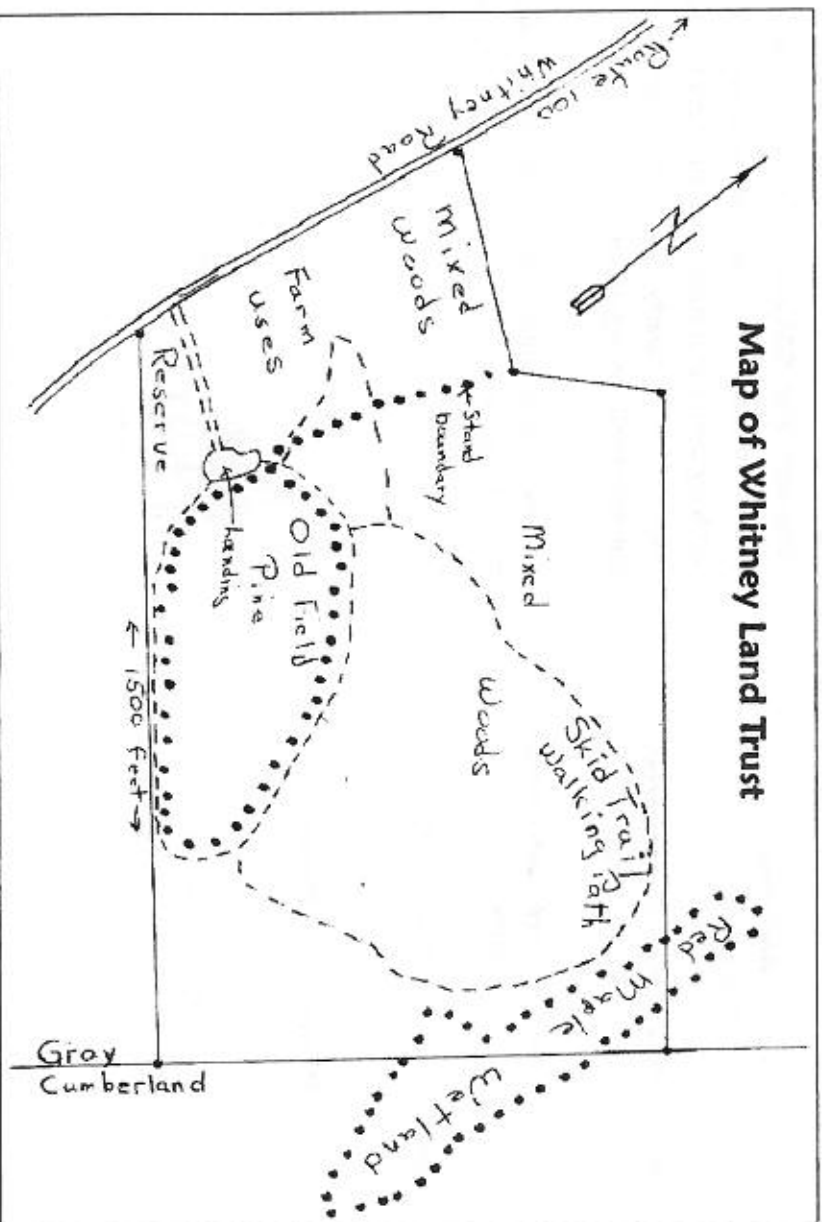 Map of Whitney Land Trust
Route 100
Whitney
Road
N
Mixed
Woods
Farm
uses
Reserve
Stand
boundary
Landing
Old Field
Pine
Mixed
Woods
Skid Trail
Walking Path
← 1500 feet →
Red
Maple
Wetland
Gray
Cumberland